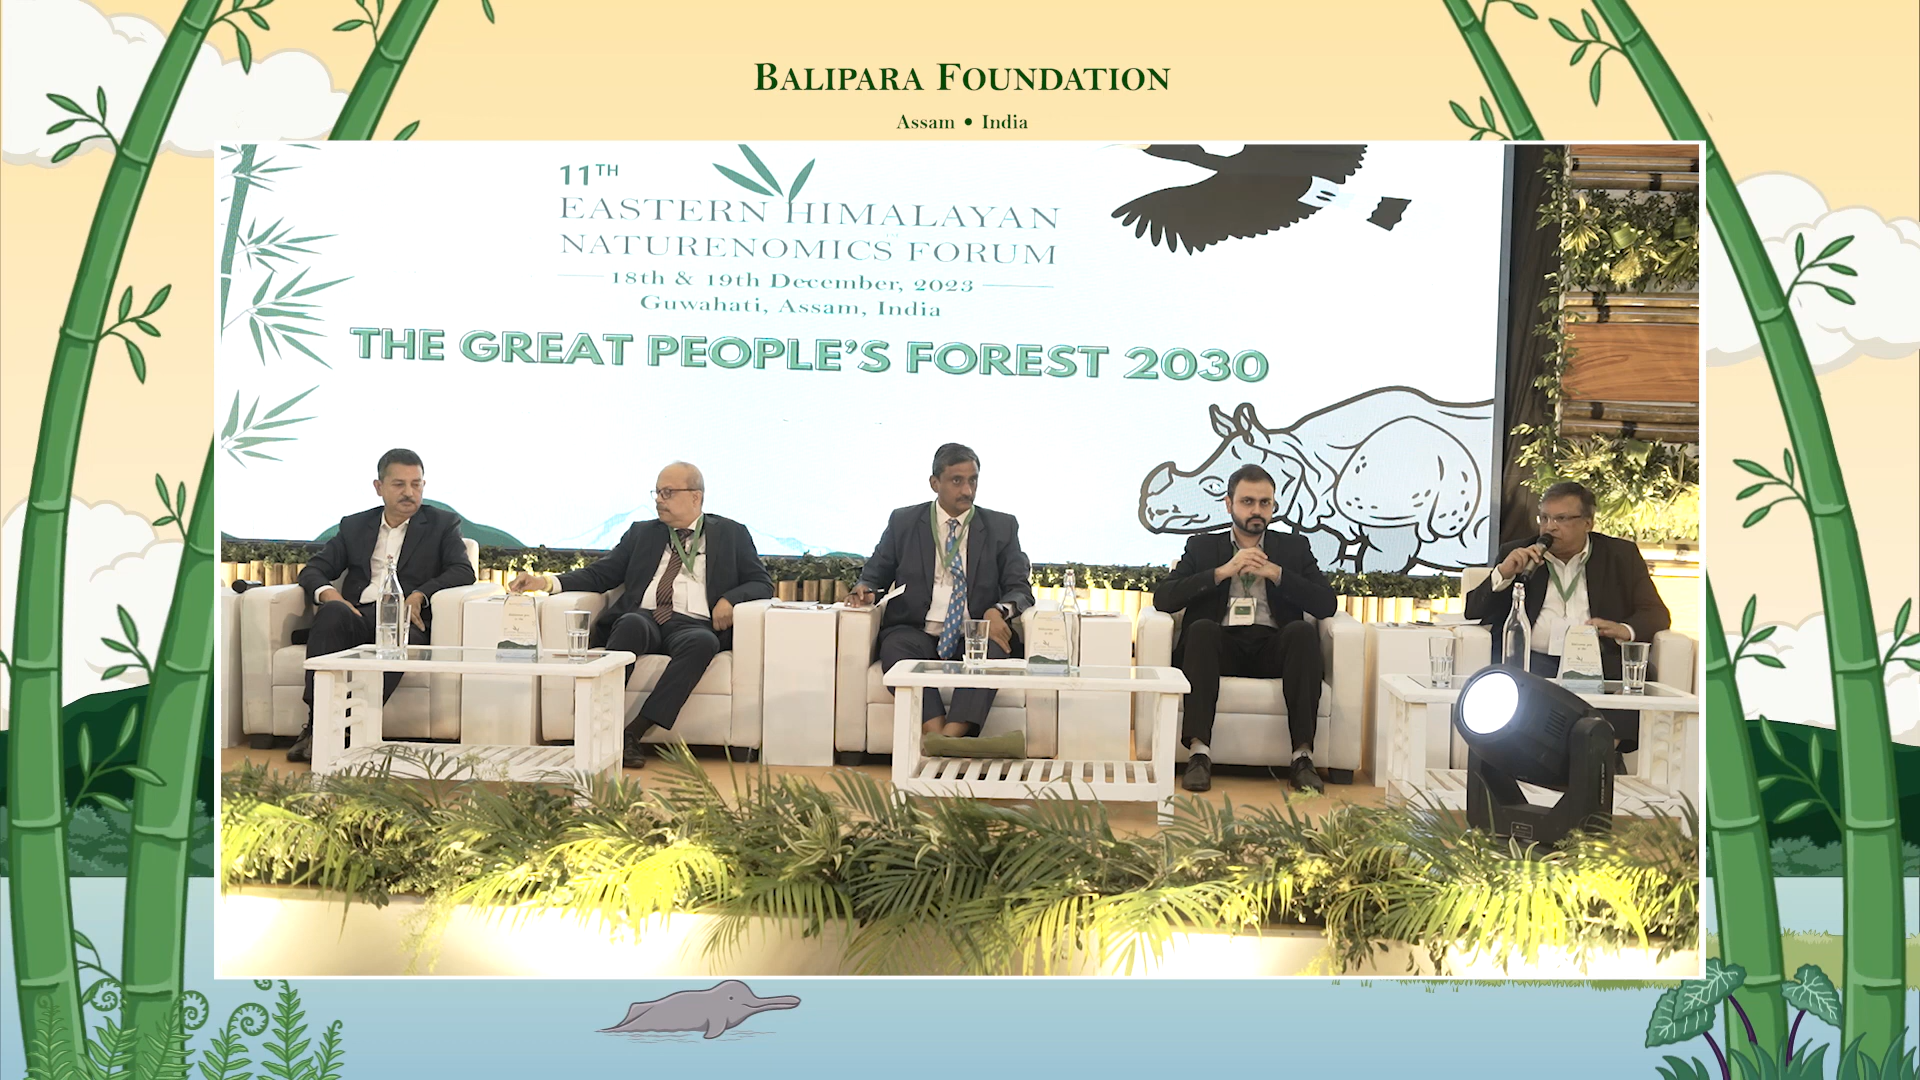 BALIPARA FOUNDATION
Assam • India
11TH
EASTERN HIMALAYAN
NATURENOMICS FORUM
18th & 19th December, 2023
Guwahati, Assam, India
THE GREAT PEOPLE'S FOREST 2030